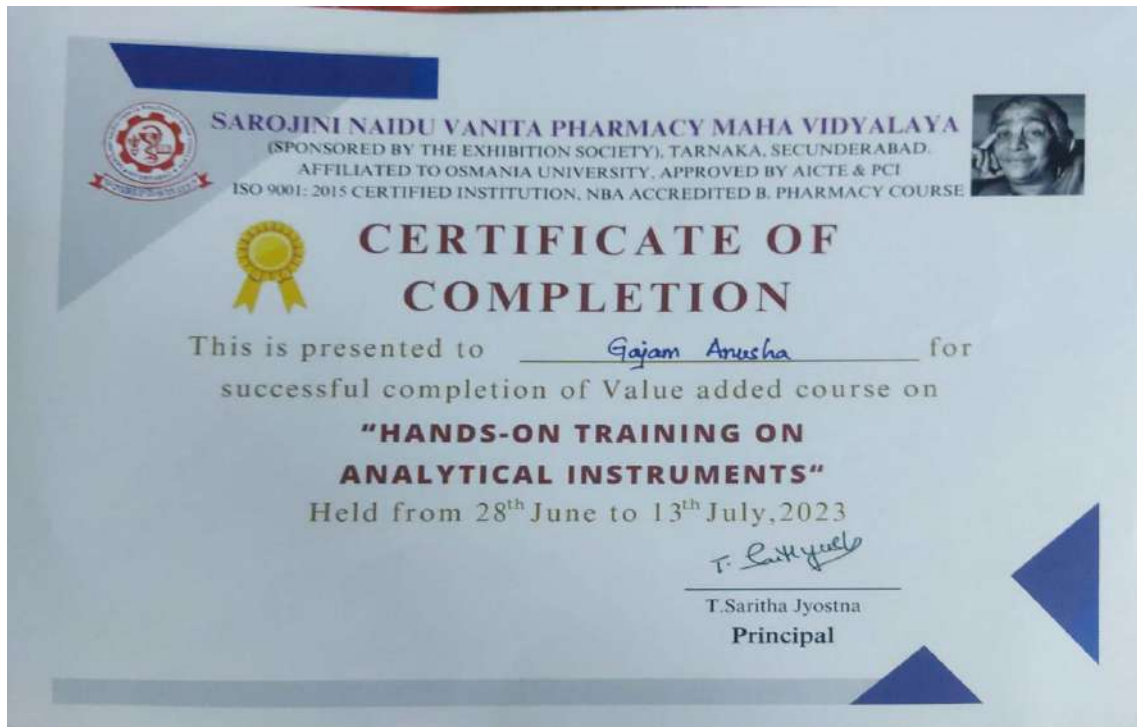 SAROJINI NAIDU VANITA PHARMACY MAHA VIDYALAYA
(SPONSORED BY THE EXHIBITION SOCIETY), TARNAKA, SECUNDERABAD.
AFFILIATED TO OSMANIA UNIVERSITY, APPROVED BY AICTE & PCI
ISO 9001: 2015 CERTIFIED INSTITUTION, NBA ACCREDITED B. PHARMACY COURSE
CERTIFICATE OF
COMPLETION
This is presented to Gajam Anusha for
successful completion of Value added course on
"HANDS-ON TRAINING ON
ANALYTICAL INSTRUMENTS"
Held from 28th June to 13th July,2023
T.Saritha Jyostna
Principal